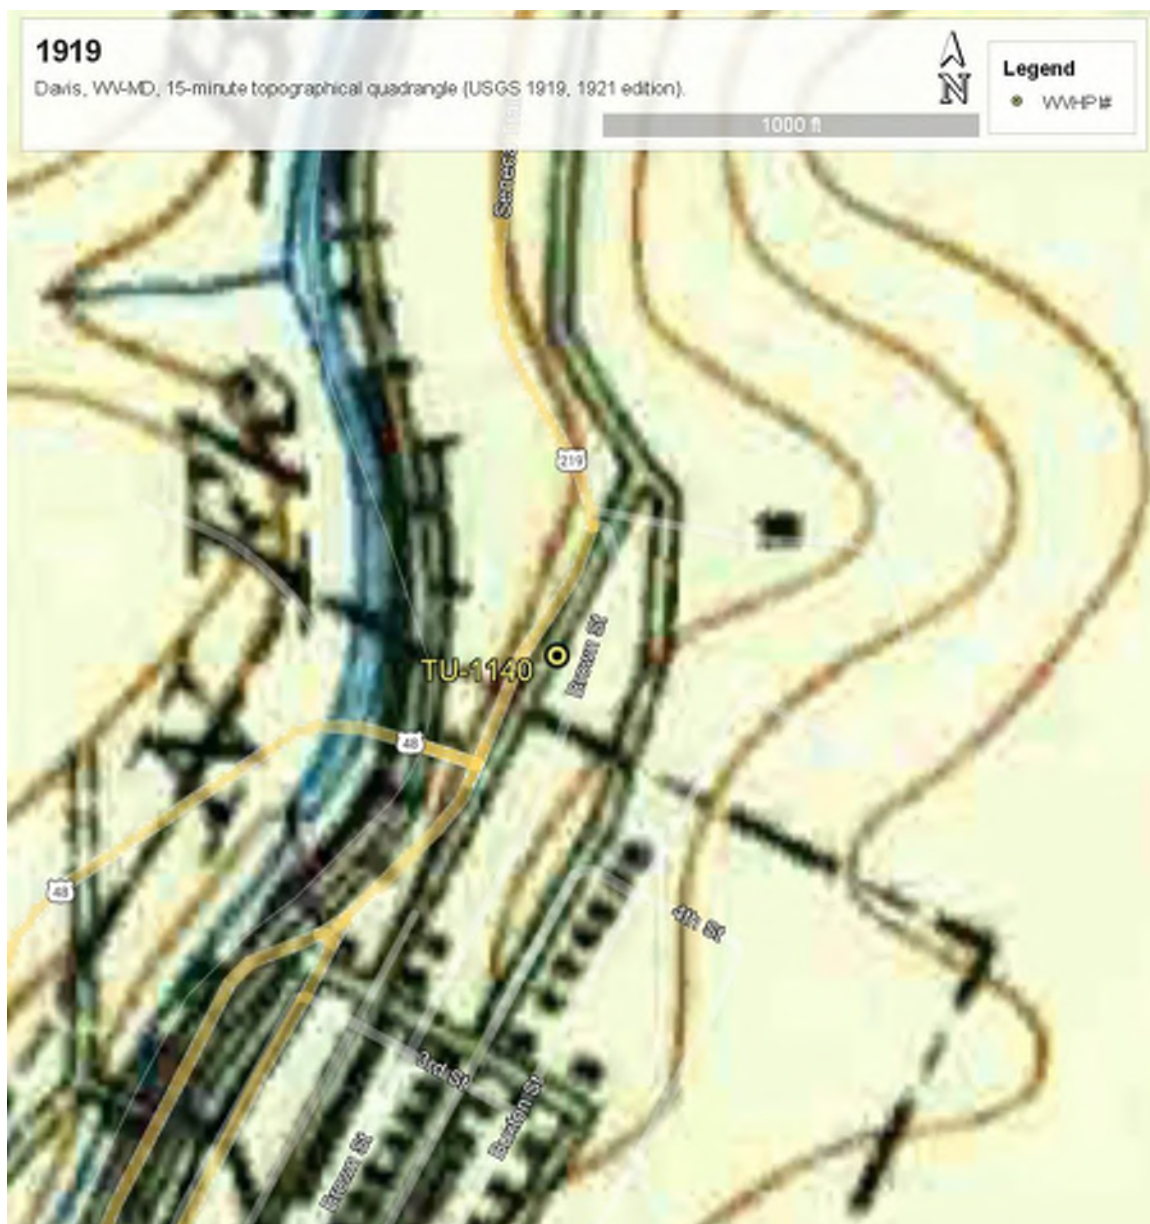 1919
Davis, WV-MD, 15-minute topographical quadrangle (USGS 1919, 1921 edition).
N
Legend
WVHPI#
1000 ft
219
TU-1140
Brown St
48
48
4th St
3rd St
Buxton St
Brown St